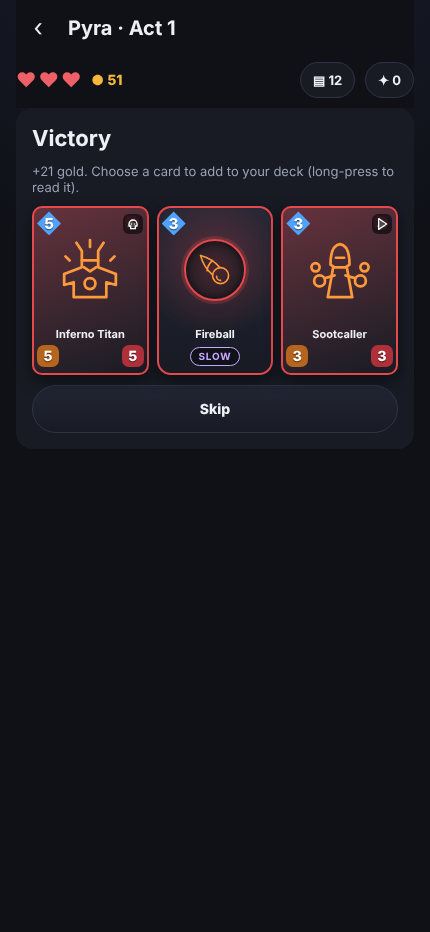 Pyra · Act 1
51
12
0
Victory
+21 gold. Choose a card to add to your deck (long-press to
read it).
5
3
3
Inferno Titan
Fireball
Sootcaller
5
5
SLOW
3
3
Skip